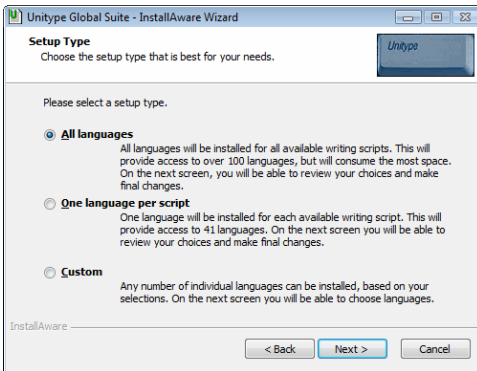 Unitype Global Suite - InstallAware Wizard
Setup Type
Choose the setup type that is best for your needs.
Unitype
Please select a setup type.
All languages
All languages will be installed for all available writing scripts. This will
provide access to over 100 languages, but will consume the most space.
On the next screen, you will be able to review your choices and make
final changes.
One language per script
One language will be installed for each available writing script. This will
provide access to 41 languages. On the next screen you will be able to
review your choices and make final changes.
Custom
Any number of individual languages can be installed, based on your
selections. On the next screen you will be able to choose languages.
InstallAware
< Back Next > Cancel